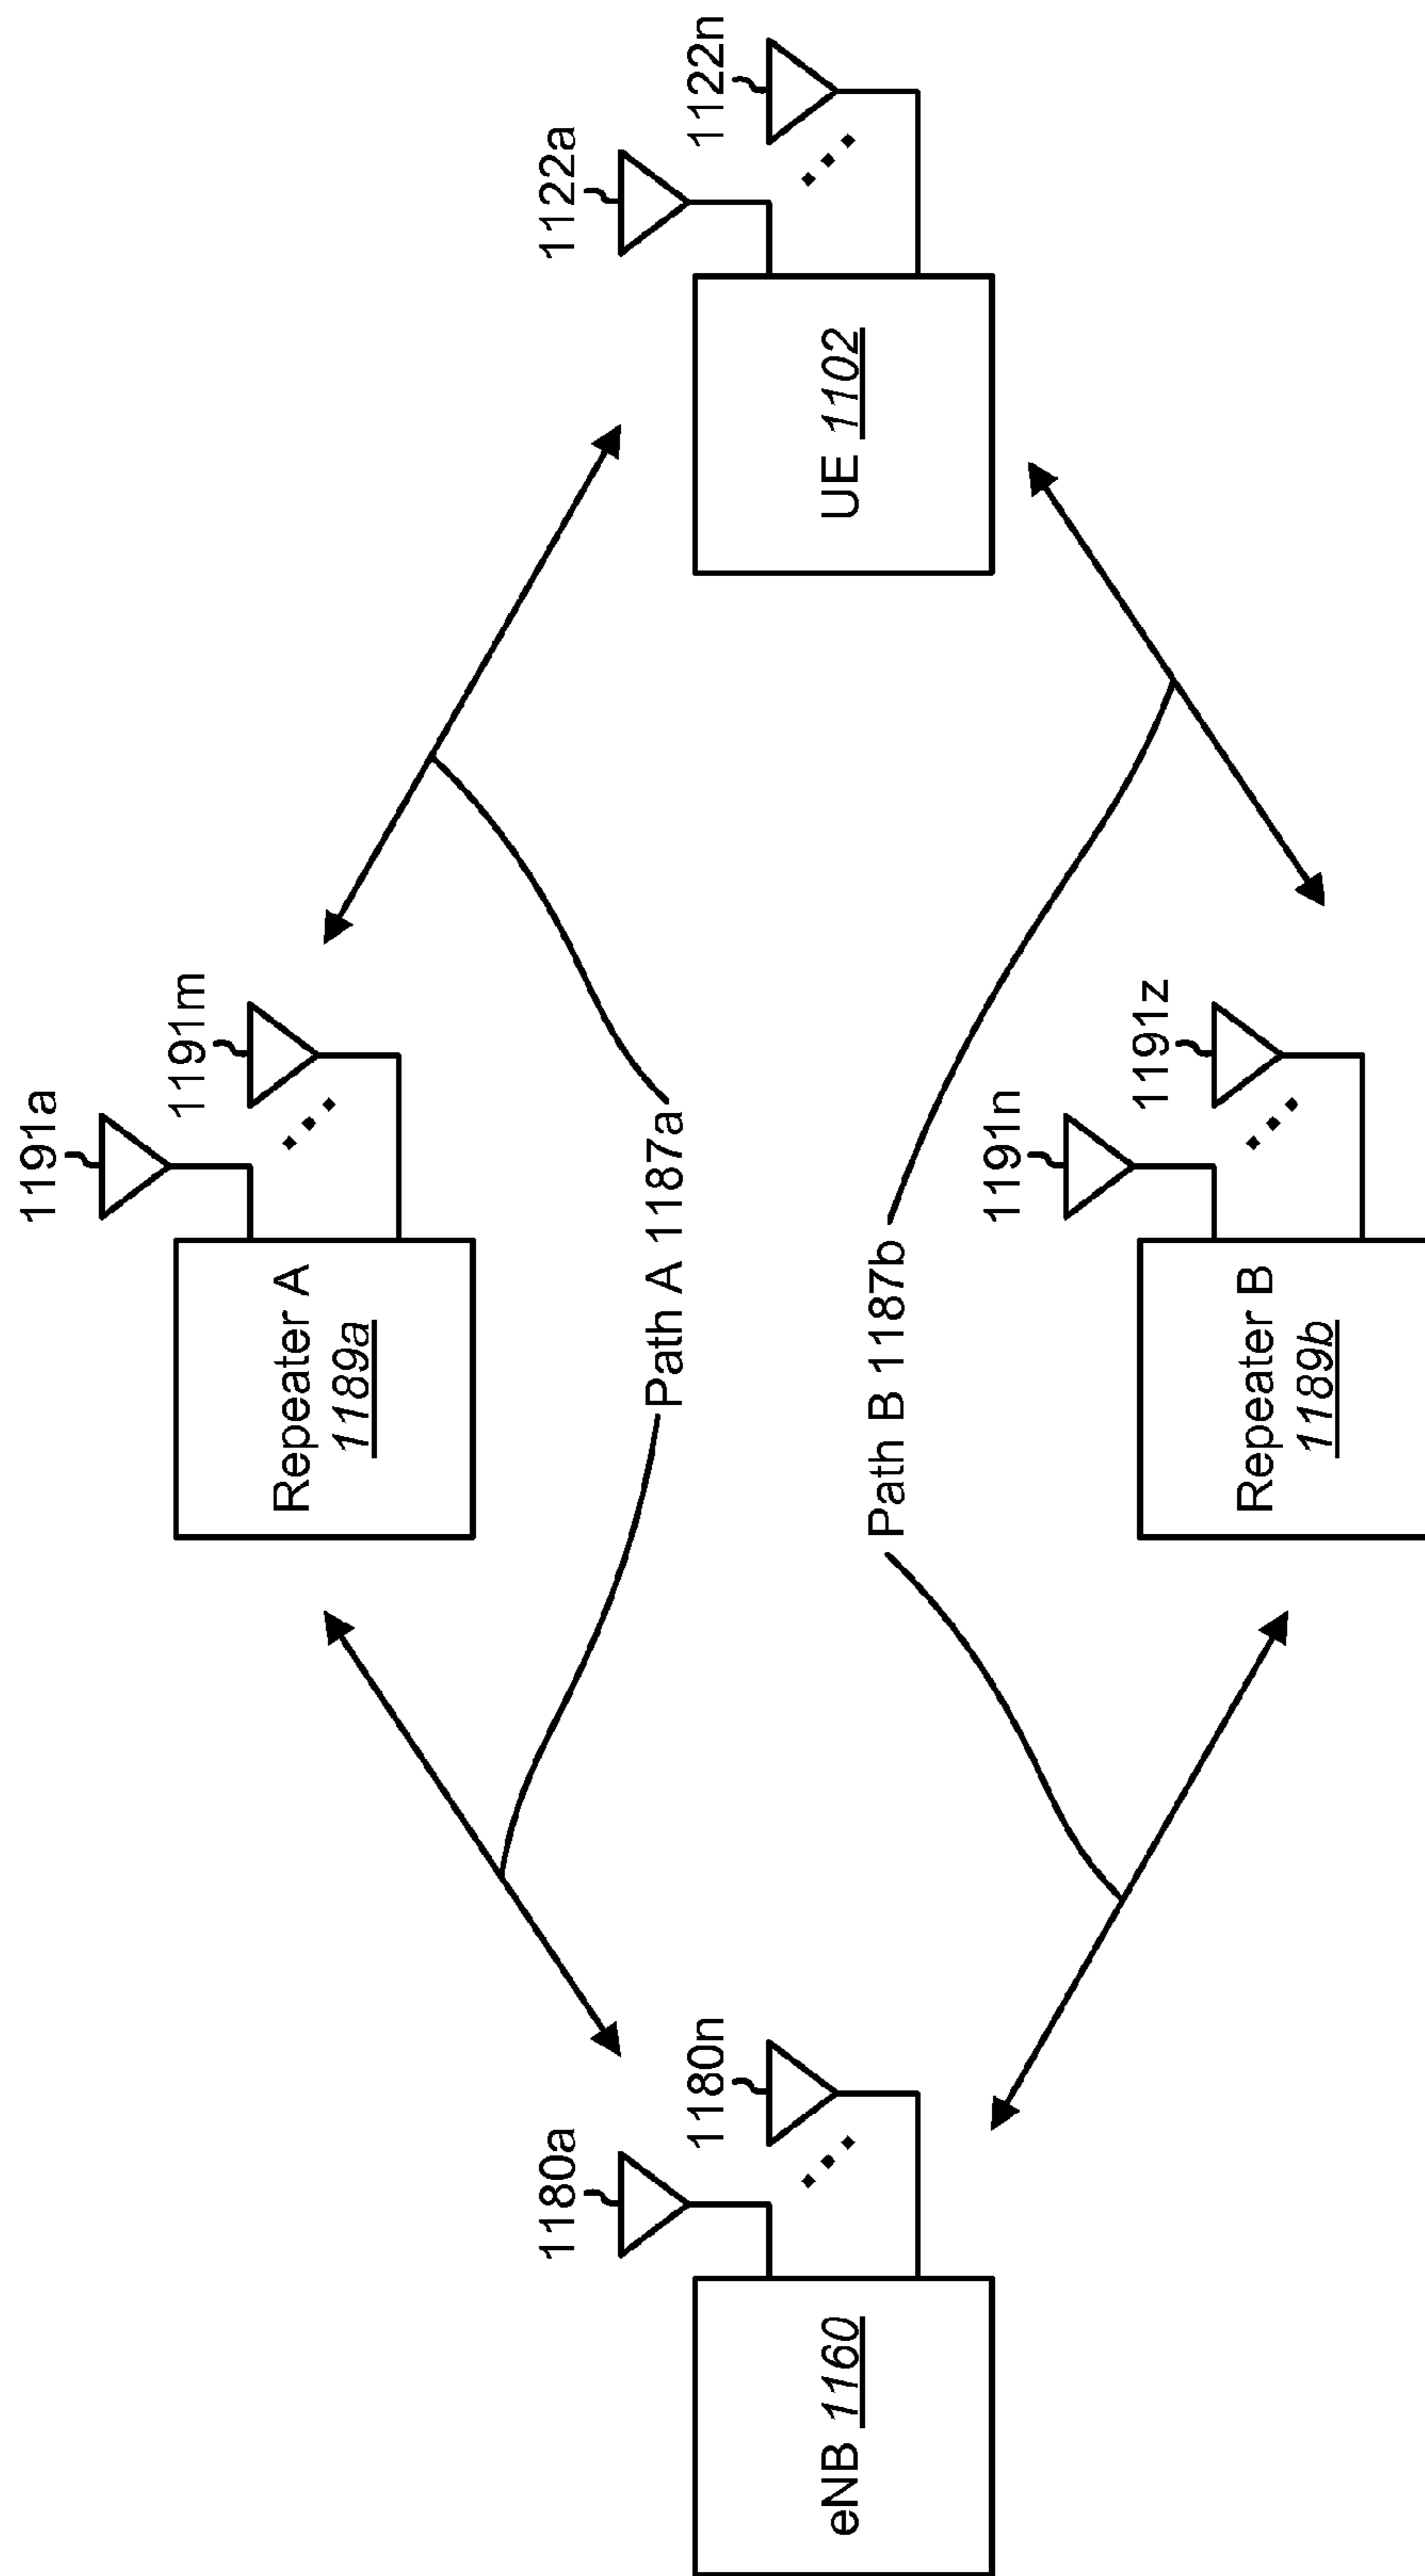 1191a
1191m
Repeater A
1189a
1180a
1180n
eNB 1160
Path A 1187a
1122a
1122n
UE 1102
Path B 1187b
1191n
1191z
Repeater B
1189b